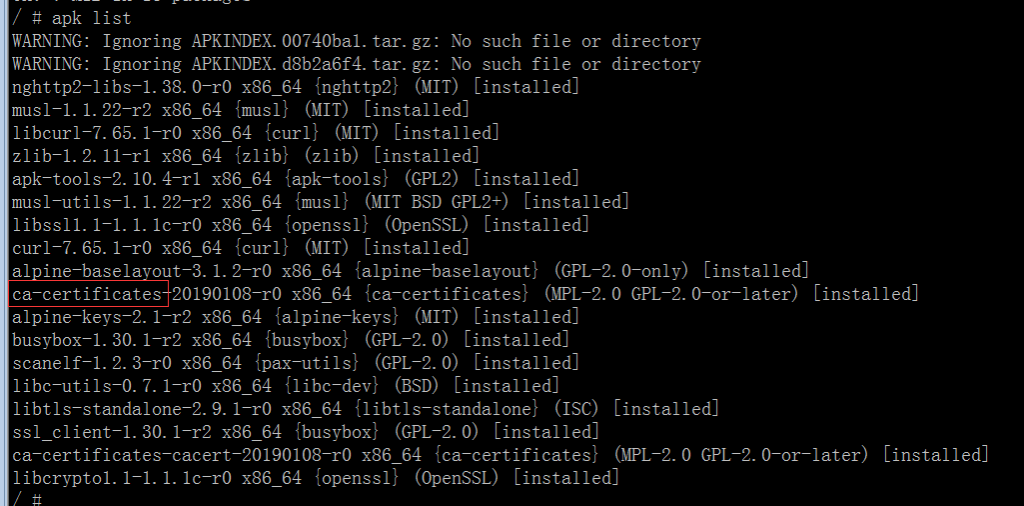 / # apk list
WARNING: Ignoring APKINDEX.00740ba1.tar.gz: No such file or directory
WARNING: Ignoring APKINDEX.d8b2a6f4.tar.gz: No such file or directory
nghttp2-libs-1.38.0-r0 x86_64 {nghttp2} (MIT) [installed]
musl-1.1.22-r2 x86_64 {musl} (MIT) [installed]
libcurl-7.65.1-r0 x86_64 {curl} (MIT) [installed]
zlib-1.2.11-r1 x86_64 {zlib} (zlib) [installed]
apk-tools-2.10.4-r1 x86_64 {apk-tools} (GPL2) [installed]
musl-utils-1.1.22-r2 x86_64 {musl} (MIT BSD GPL2+) [installed]
libssl1.1-1.1.1c-r0 x86_64 {openssl} (OpenSSL) [installed]
curl-7.65.1-r0 x86_64 {curl} (MIT) [installed]
alpine-baselayout-3.1.2-r0 x86_64 {alpine-baselayout} (GPL-2.0-only) [installed]
ca-certificates-20190108-r0 x86_64 {ca-certificates} (MPL-2.0 GPL-2.0-or-later) [installed]
alpine-keys-2.1-r2 x86_64 {alpine-keys} (MIT) [installed]
busybox-1.30.1-r2 x86_64 {busybox} (GPL-2.0) [installed]
scanelf-1.2.3-r0 x86_64 {pax-utils} (GPL-2.0) [installed]
libc-utils-0.7.1-r0 x86_64 {libc-dev} (BSD) [installed]
libtls-standalone-2.9.1-r0 x86_64 {libtls-standalone} (ISC) [installed]
ssl_client-1.30.1-r2 x86_64 {busybox} (GPL-2.0) [installed]
ca-certificates-cacert-20190108-r0 x86_64 {ca-certificates} (MPL-2.0 GPL-2.0-or-later) [installed]
libcrypto1.1-1.1.1c-r0 x86_64 {openssl} (OpenSSL) [installed]
/ #